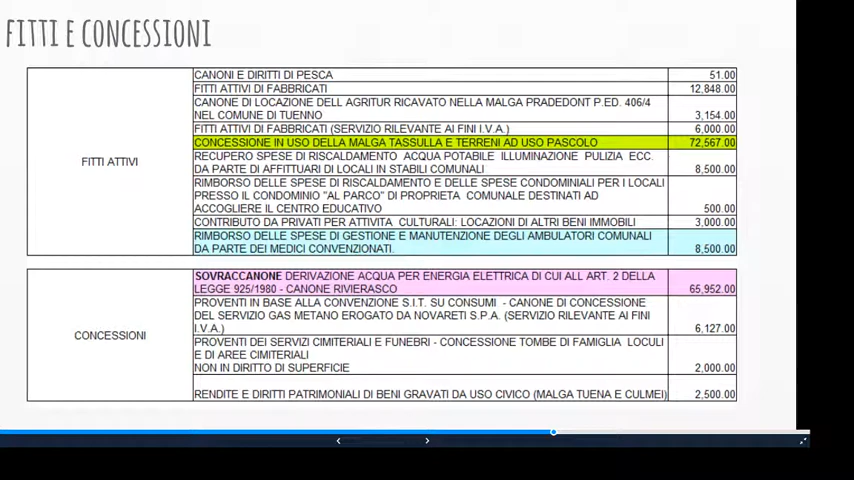 FITTI E CONCESSIONI
FITTI ATTIVI
CANONI E DIRITTI DI PESCA 51.00
FITTI ATTIVI DI FABBRICATI 12,848.00
CANONE DI LOCAZIONE DELL AGRITUR RICAVATO NELLA MALGA PRADEDONT P.ED. 406/4
NEL COMUNE DI TUENNO 3,154.00
FITTI ATTIVI DI FABBRICATI (SERVIZIO RILEVANTE AI FINI I.V.A.) 6,000.00
CONCESSIONE IN USO DELLA MALGA TASSULLA E TERRENI AD USO PASCOLO 72,567.00
RECUPERO SPESE DI RISCALDAMENTO ACQUA POTABILE ILLUMINAZIONE PULIZIA ECC.
DA PARTE DI AFFITTUARI DI LOCALI IN STABILI COMUNALI 8,500.00
RIMBORSO DELLE SPESE DI RISCALDAMENTO E DELLE SPESE CONDOMINIALI PER I LOCALI
PRESSO IL CONDOMINIO "AL PARCO" DI PROPRIETA COMUNALE DESTINATI AD
ACCOGLIERE IL CENTRO EDUCATIVO 500.00
CONTRIBUTO DA PRIVATI PER ATTIVITA CULTURALI: LOCAZIONI DI ALTRI BENI IMMOBILI 3,000.00
RIMBORSO DELLE SPESE DI GESTIONE E MANUTENZIONE DEGLI AMBULATORI COMUNALI
DA PARTE DEI MEDICI CONVENZIONATI. 8,500.00
CONCESSIONI
SOVRACCANONE DERIVAZIONE ACQUA PER ENERGIA ELETTRICA DI CUI ALL ART. 2 DELLA
LEGGE 925/1980 - CANONE RIVIERASCO 65,952.00
PROVENTI IN BASE ALLA CONVENZIONE S.I.T. SU CONSUMI - CANONE DI CONCESSIONE
DEL SERVIZIO GAS METANO EROGATO DA NOVARETI S.P.A. (SERVIZIO RILEVANTE AI FINI
I.V.A.) 6,127.00
PROVENTI DEI SERVIZI CIMITERIALI E FUNEBRI - CONCESSIONE TOMBE DI FAMIGLIA LOCULI
E DI AREE CIMITERIALI
NON IN DIRITTO DI SUPERFICIE 2,000.00
RENDITE E DIRITTI PATRIMONIALI DI BENI GRAVATI DA USO CIVICO (MALGA TUENA E CULMEI) 2,500.00